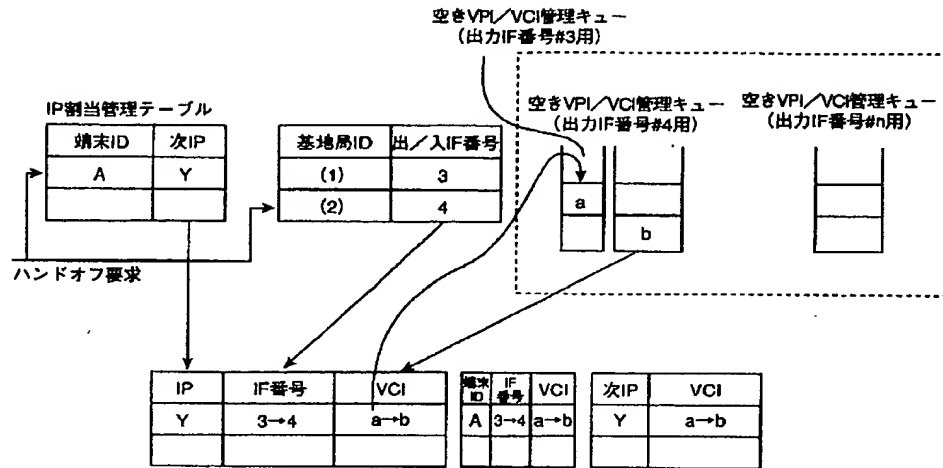 空きVPI/VCI管理キュー
(出力IF番号#3用)
空きVPI/VCI管理キュー
(出力IF番号#4用)
空きVPI/VCI管理キュー
(出力IF番号#n用)
IP割当管理テーブル
端末ID 次IP
A Y
基地局ID 出/入IF番号
(1) 3
(2) 4
a
b
ハンドオフ要求
IP IF番号 VCI
Y 3→4 a→b
端末ID IF番号 VCI
A 3→4 a→b
次IP VCI
Y a→b